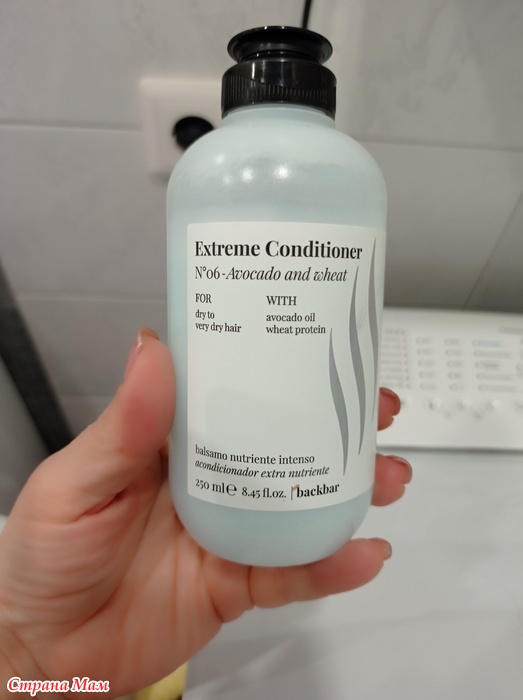 Extreme Conditioner
N°06-Avocado and wheat
FOR
dry to
very dry hair
WITH
avocado oil
wheat protein
balsamo nutriente intenso
acondicionador extra nutriente
250 ml℮ 8.45 fl.oz. backbar
Страна Мам